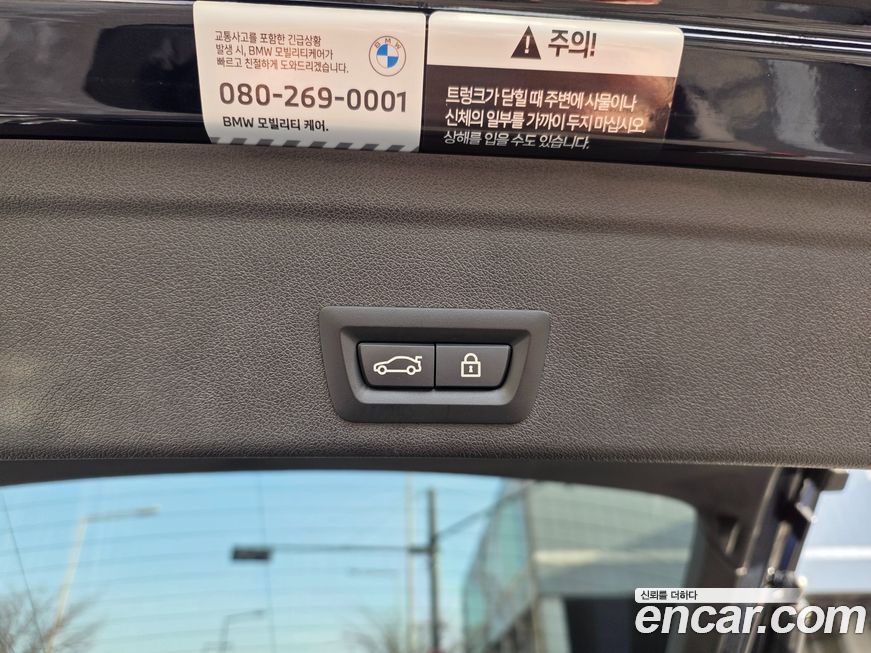 교통사고를 포함한 긴급상황
발생 시, BMW 모빌리티케어가
빠르고 친절하게 도와드리겠습니다.
080-269-0001
BMW 모빌리티 케어.
BMW
주의!
트렁크가 닫힐 때 주변에 사물이나
신체의 일부를 가까이 두지 마십시오.
상해를 입을 수도 있습니다.
신뢰를 더하다
encar.com